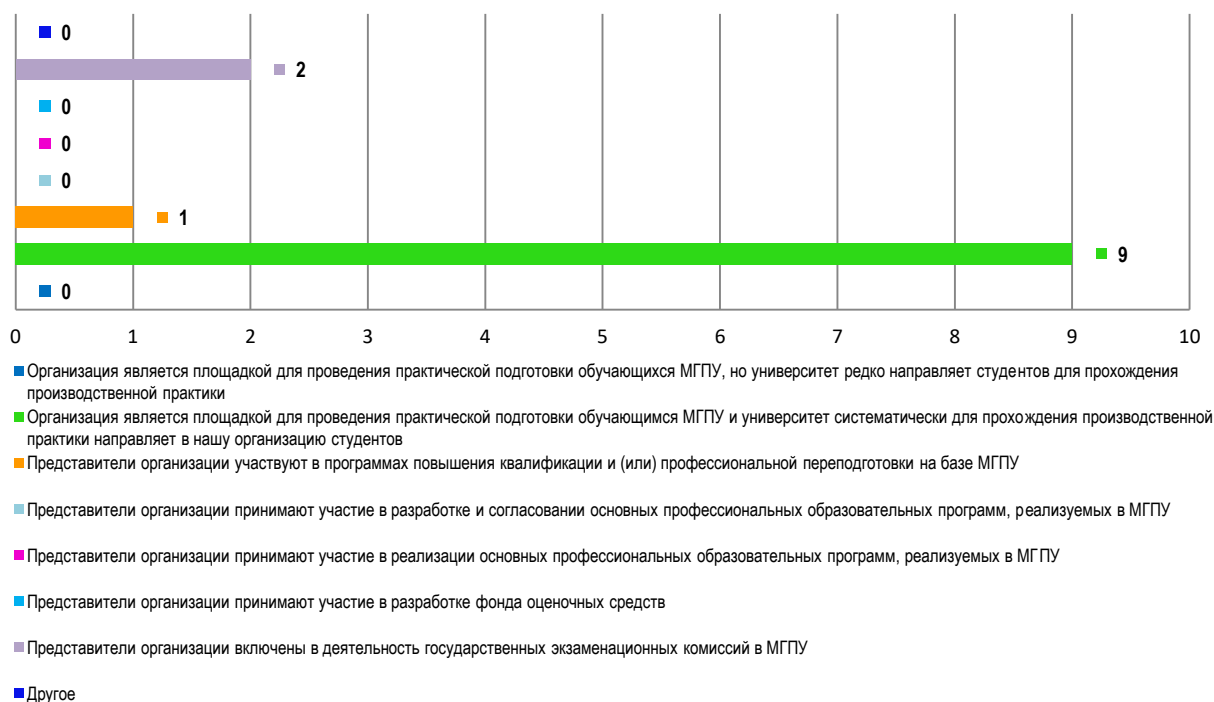 0
2
0
0
0
1
9
0
0 1 2 3 4 5 6 7 8 9 10
Организация является площадкой для проведения практической подготовки обучающихся МГПУ, но университет редко направляет студентов для прохождения
производственной практики
Организация является площадкой для проведения практической подготовки обучающимся МГПУ и университет систематически для прохождения производственной
практики направляет в нашу организацию студентов
Представители организации участвуют в программах повышения квалификации и (или) профессиональной переподготовки на базе МГПУ
Представители организации принимают участие в разработке и согласовании основных профессиональных образовательных программ, реализуемых в МГПУ
Представители организации принимают участие в реализации основных профессиональных образовательных программ, реализуемых в МГПУ
Представители организации принимают участие в разработке фонда оценочных средств
Представители организации включены в деятельность государственных экзаменационных комиссий в МГПУ
Другое